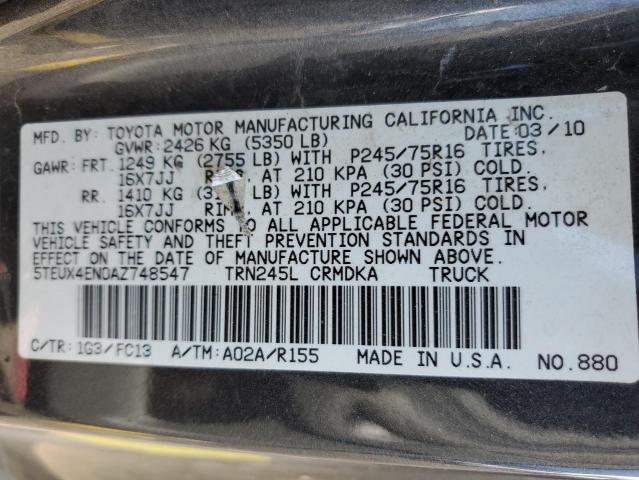 MFD. BY: TOYOTA MOTOR MANUFACTURING CALIFORNIA INC.
GVWR: 2426 KG (5350 LB) DATE: 03/10
GAWR: FRT. 1249 KG (2755 LB) WITH P245/75R16 TIRES,
16X7JJ AT 210 KPA (30 PSI) COLD.
RR. 1410 KG LB) WITH P245/75R16 TIRES,
16X7JJ AT 210 KPA (30 PSI) COLD.
THIS VEHICLE CONFORMS TO ALL APPLICABLE FEDERAL MOTOR
VEHICLE SAFETY AND THEFT PREVENTION STANDARDS IN
EFFECT ON THE DATE OF MANUFACTURE SHOWN ABOVE.
5TEUX4EN0AZ748547 TRN245L CRMDKA TRUCK
C/TR: 1G3/FC13 A/TM: A02A/R155 MADE IN U.S.A. NO.880